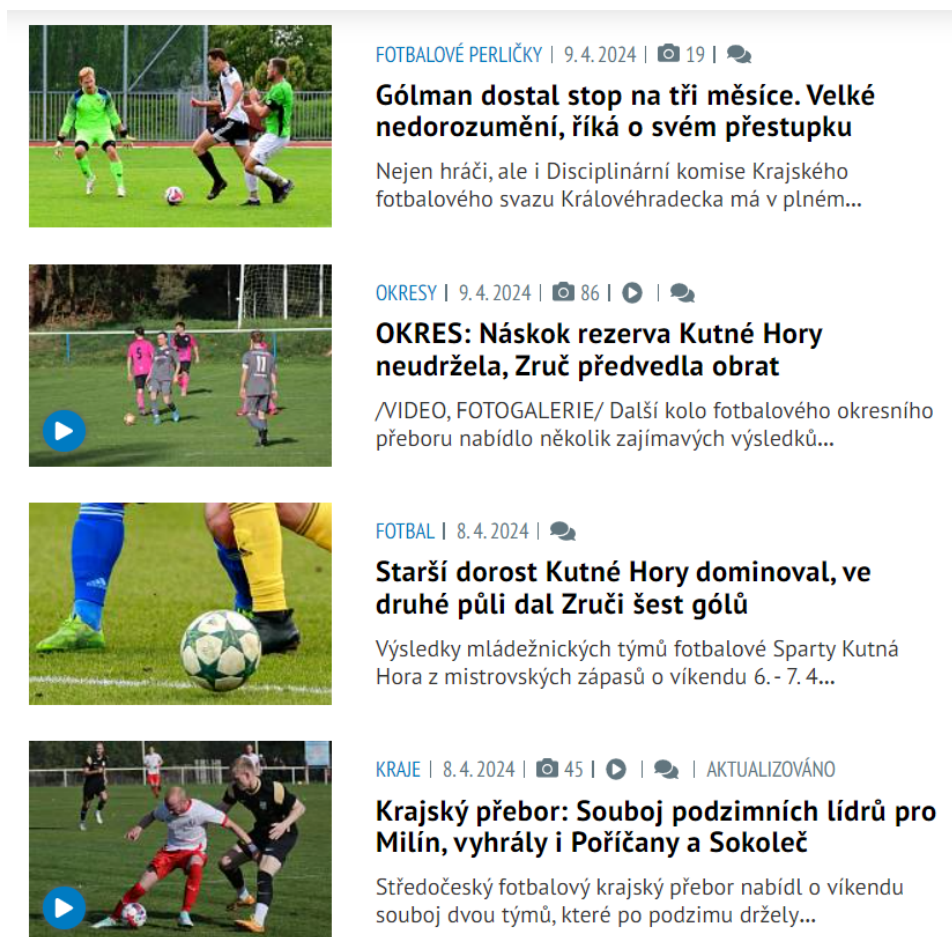 FOTBALOVÉ PERLIČKY | 9. 4. 2024 | 19 |
Gólman dostal stop na tři měsíce. Velké
nedorozumění, říká o svém přestupku
Nejen hráči, ale i Disciplinární komise Krajského
fotbalového svazu Královéhradecka má v plném...
OKRESY | 9. 4. 2024 | 86 | |
OKRES: Náskok rezerva Kutné Hory
neudržela, Zruč předvedla obrat
/VIDEO, FOTOGALERIE/ Další kolo fotbalového okresního
přeboru nabídlo několik zajímavých výsledků...
FOTBAL | 8. 4. 2024 |
Starší dorost Kutné Hory dominoval, ve
druhé půli dal Zruči šest gólů
Výsledky mládežnických týmů fotbalové Sparty Kutná
Hora z mistrovských zápasů o víkendu 6. - 7. 4...
KRAJE | 8. 4. 2024 | 45 | | | AKTUALIZOVÁNO
Krajský přebor: Souboj podzimních lídrů pro
Milín, vyhrály i Poříčany a Sokoleč
Středočeský fotbalový krajský přebor nabídl o víkendu
souboj dvou týmů, které po podzimu držely...